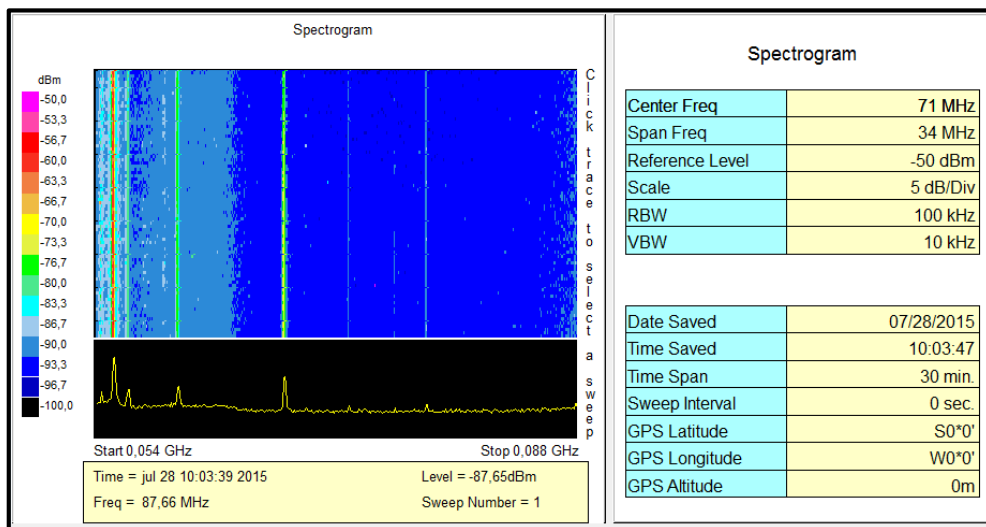 Spectrogram
dBm
-50,0
-53,3
-56,7
-60,0
-63,3
-66,7
-70,0
-73,3
-76,7
-80,0
-83,3
-86,7
-90,0
-93,3
-96,7
-100,0
Click trace to select a sweep
Start 0,054 GHz Stop 0,088 GHz
Time = jul 28 10:03:39 2015 Level = -87,65dBm
Freq = 87,66 MHz Sweep Number = 1
Spectrogram
Center Freq 71 MHz
Span Freq 34 MHz
Reference Level -50 dBm
Scale 5 dB/Div
RBW 100 kHz
VBW 10 kHz
Date Saved 07/28/2015
Time Saved 10:03:47
Time Span 30 min.
Sweep Interval 0 sec.
GPS Latitude S0*0'
GPS Longitude W0*0'
GPS Altitude 0m